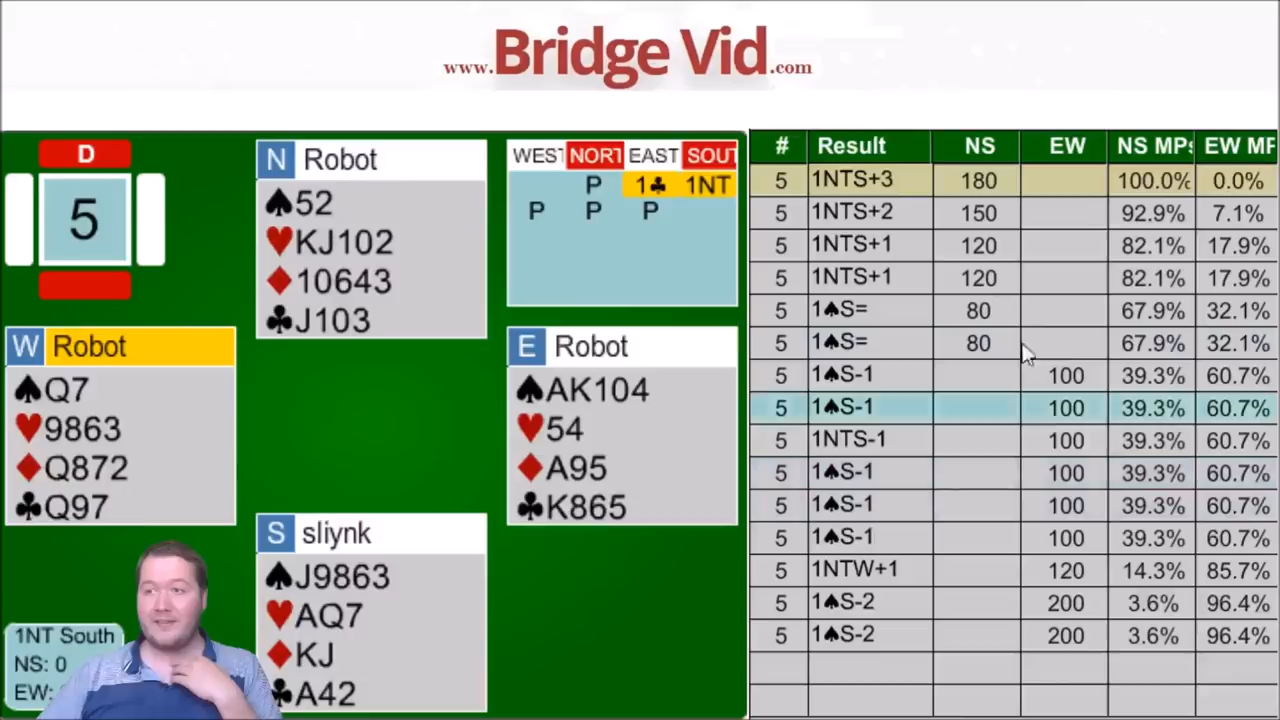 www.Bridge Vid.com
D
5
N Robot
♠52
♥KJ102
♦10643
♣J103
WEST NORT EAST SOUT
P 1♣ 1NT
P P P
W Robot
♠Q7
♥9863
♦Q872
♣Q97
E Robot
♠AK104
♥54
♦A95
♣K865
S sliynk
♠J9863
♥AQ7
♦KJ
♣A42
1NT South
NS: 0
EW:
# Result NS EW NS MPs EW MP
5 1NTS+3 180 100.0% 0.0%
5 1NTS+2 150 92.9% 7.1%
5 1NTS+1 120 82.1% 17.9%
5 1NTS+1 120 82.1% 17.9%
5 1♠S= 80 67.9% 32.1%
5 1♠S= 80 67.9% 32.1%
5 1♠S-1 100 39.3% 60.7%
5 1♠S-1 100 39.3% 60.7%
5 1NTS-1 100 39.3% 60.7%
5 1♠S-1 100 39.3% 60.7%
5 1♠S-1 100 39.3% 60.7%
5 1♠S-1 100 39.3% 60.7%
5 1NTW+1 120 14.3% 85.7%
5 1♠S-2 200 3.6% 96.4%
5 1♠S-2 200 3.6% 96.4%